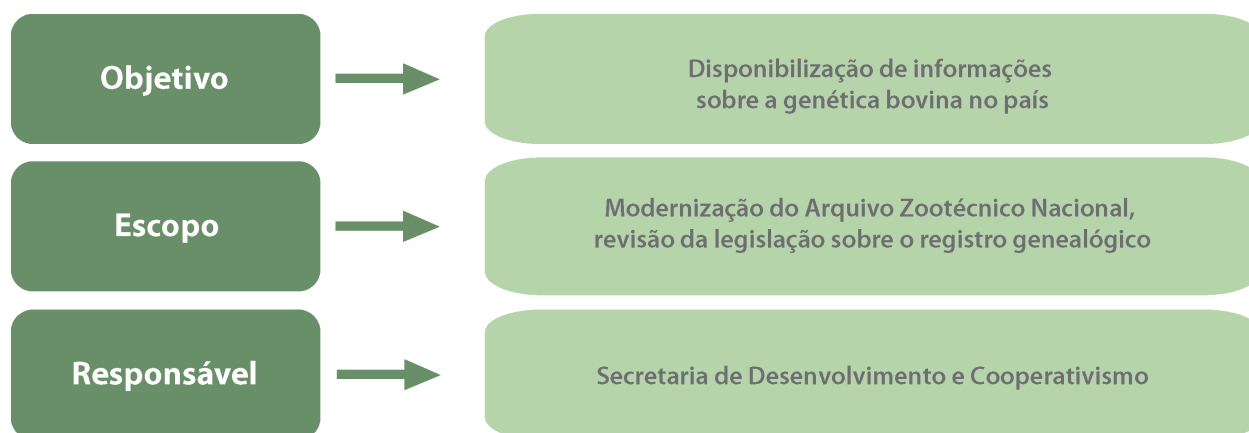 Objetivo
Disponibilização de informações
sobre a genética bovina no país
Escopo
Modernização do Arquivo Zootécnico Nacional,
revisão da legislação sobre o registro genealógico
Responsável
Secretaria de Desenvolvimento e Cooperativismo